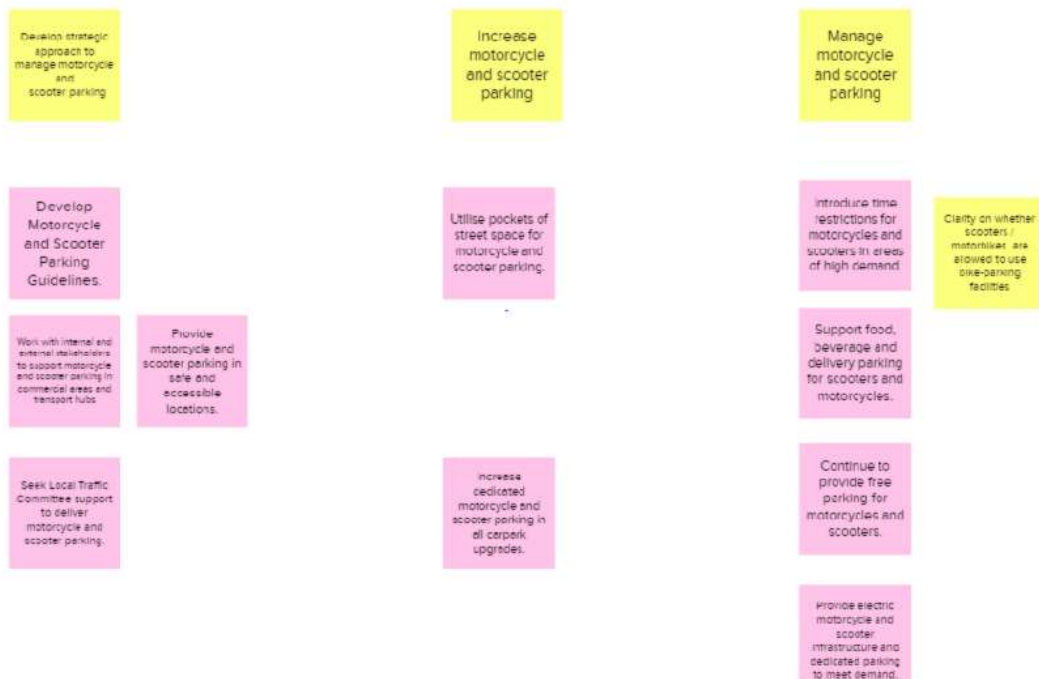 Develop strategic
approach to
manage motorcycle
and
scooter parking
Increase
motorcycle
and scooter
parking
Manage
motorcycle
and scooter
parking
Develop
Motorcycle
and Scooter
Parking
Guidelines.
Utilise pockets of
street space for
motorcycle and
scooter parking.
Introduce time
restrictions for
motorcycles and
scooters in areas
of high demand.
Clarity on whether
scooters /
motorbikes are
allowed to use
bike-parking
facilities
Work with internal and
external stakeholders
to support motorcycle
and scooter parking in
commercial areas and
transport hubs
Provide
motorcycle and
scooter parking in
safe and
accessible
locations.
Support food,
beverage and
delivery parking
for scooters and
motorcycles.
Seek Local Traffic
Committee support
to deliver
motorcycle and
scooter parking.
Increase
dedicated
motorcycle and
scooter parking in
all carpark
upgrades.
Continue to
provide free
parking for
motorcycles and
scooters.
Provide electric
motorcycle and
scooter
infrastructure and
dedicated parking
to meet demand.